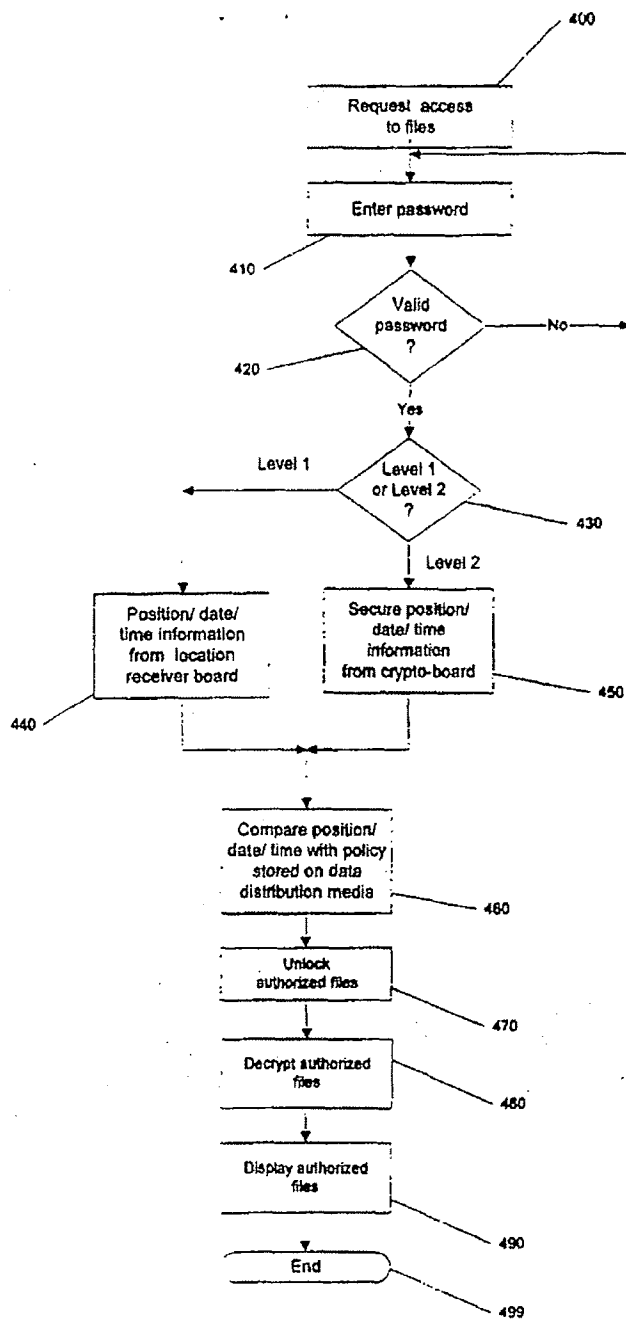 400
Request access
to files
Enter password
410
Valid
password
?
No
420
Yes
Level 1
Level 1
or Level 2
?
430
Level 2
Position/ date/
time information
from location
receiver board
Secure position/
date/ time
information
from crypto-board
440
450
Compare position/
date/ time with policy
stored on data
distribution media
460
Unlock
authorized files
470
Decrypt authorized
files
480
Display authorized
files
490
End
499